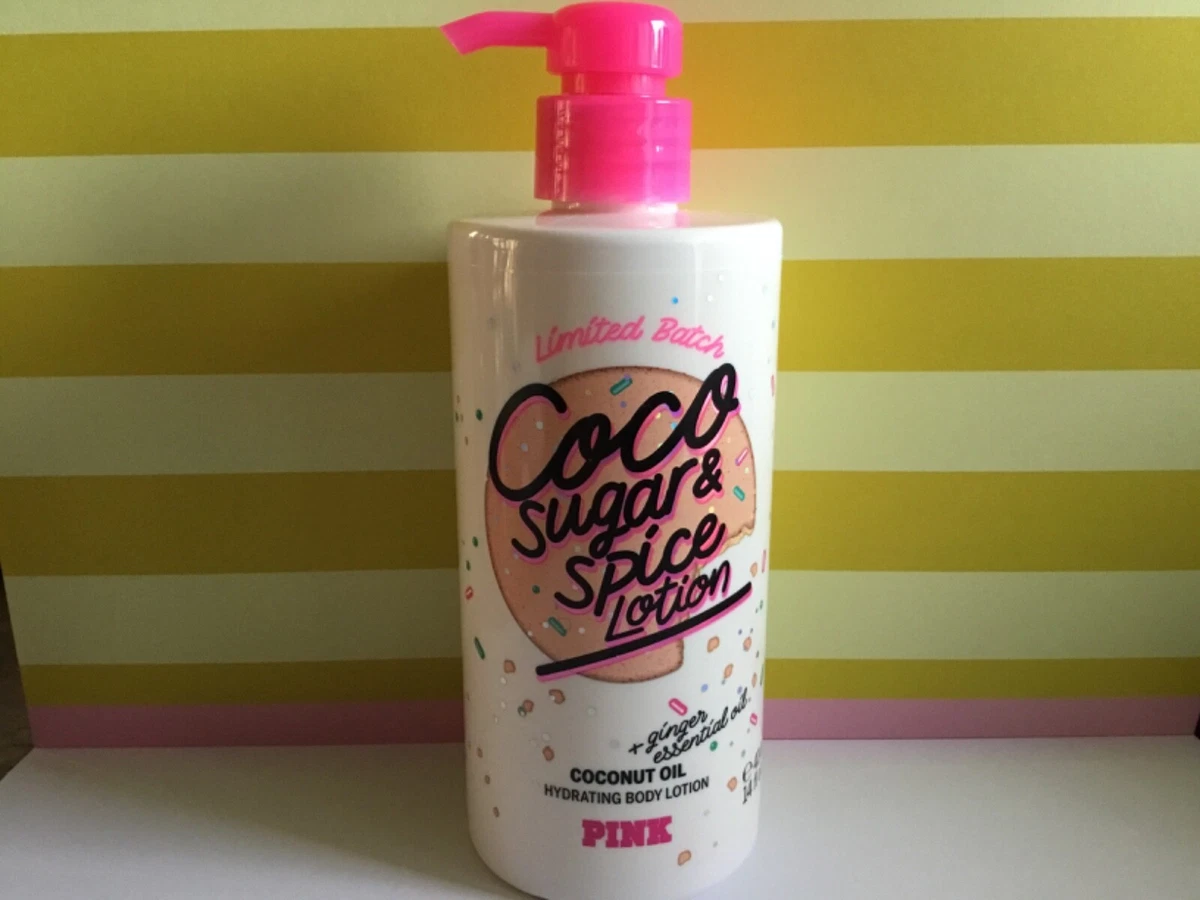 Limited Batch
Coco
sugar &
spice
Lotion
+ ginger
essential oil
COCONUT OIL
HYDRATING BODY LOTION
PINK